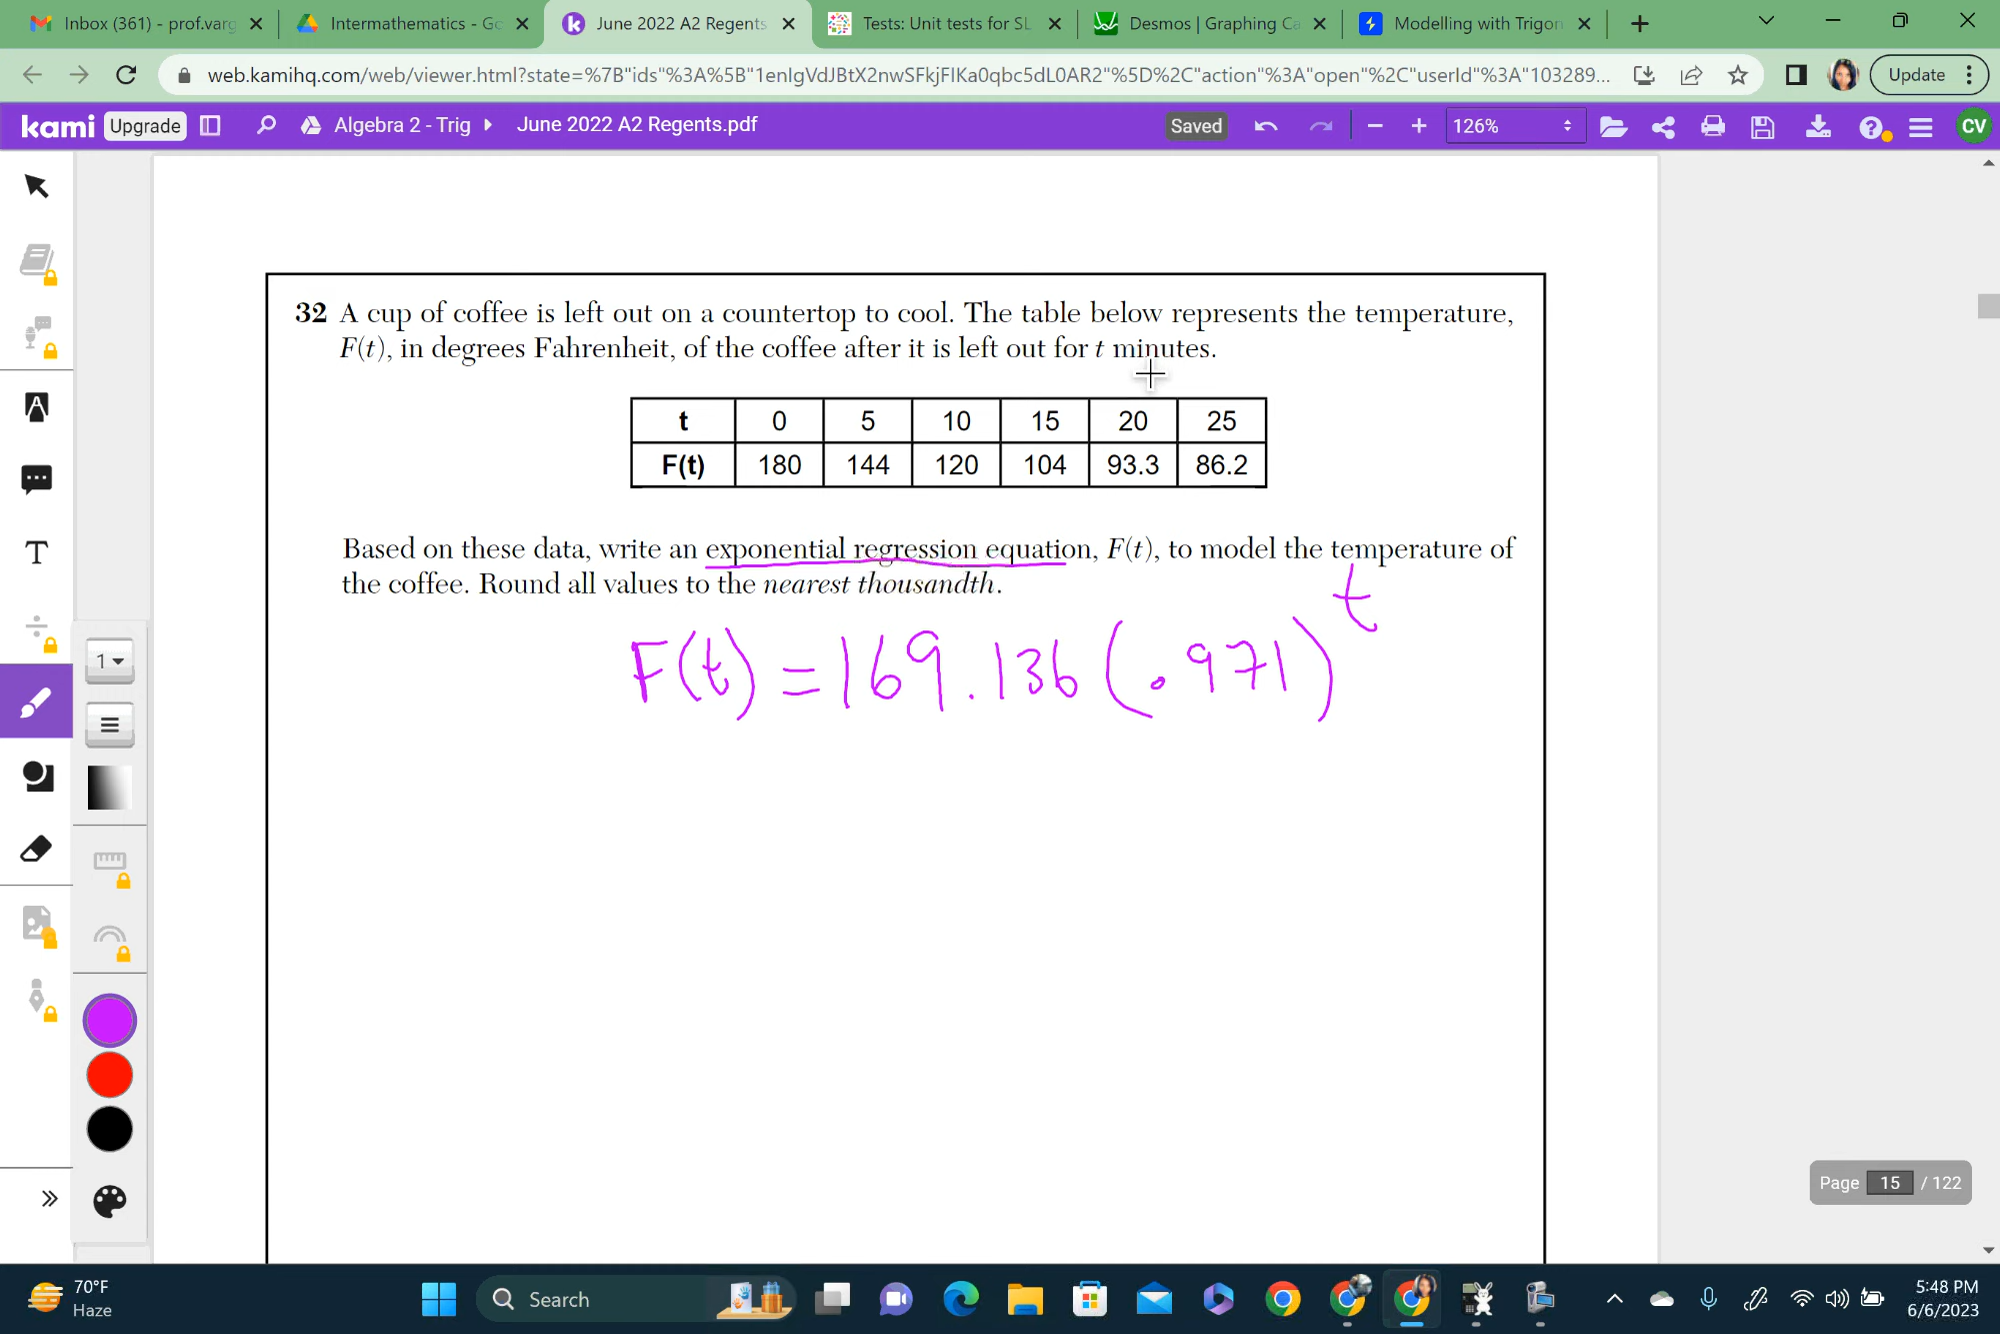 Inbox (361) - prof.varg
Intermathematics - Go
June 2022 A2 Regents
Tests: Unit tests for SL
Desmos | Graphing Ca
Modelling with Trigon
web.kamihq.com/web/viewer.html?state=%7B"ids"%3A%5B"1enIgVdJBtX2nwSFkjFIKa0qbc5dL0AR2"%5D%2C"action"%3A"open"%2C"userId"%3A"103289...
Update
kami Upgrade
Algebra 2 - Trig
June 2022 A2 Regents.pdf
Saved
126%
CV
32 A cup of coffee is left out on a countertop to cool. The table below represents the temperature,
F(t), in degrees Fahrenheit, of the coffee after it is left out for t minutes.
t 0 5 10 15 20 25
F(t) 180 144 120 104 93.3 86.2
Based on these data, write an exponential regression equation, F(t), to model the temperature of
the coffee. Round all values to the nearest thousandth.
F(t) = 169.136 (.971)^t
1
T
Page 15 / 122
70°F
Haze
Search
5:48 PM
6/6/2023